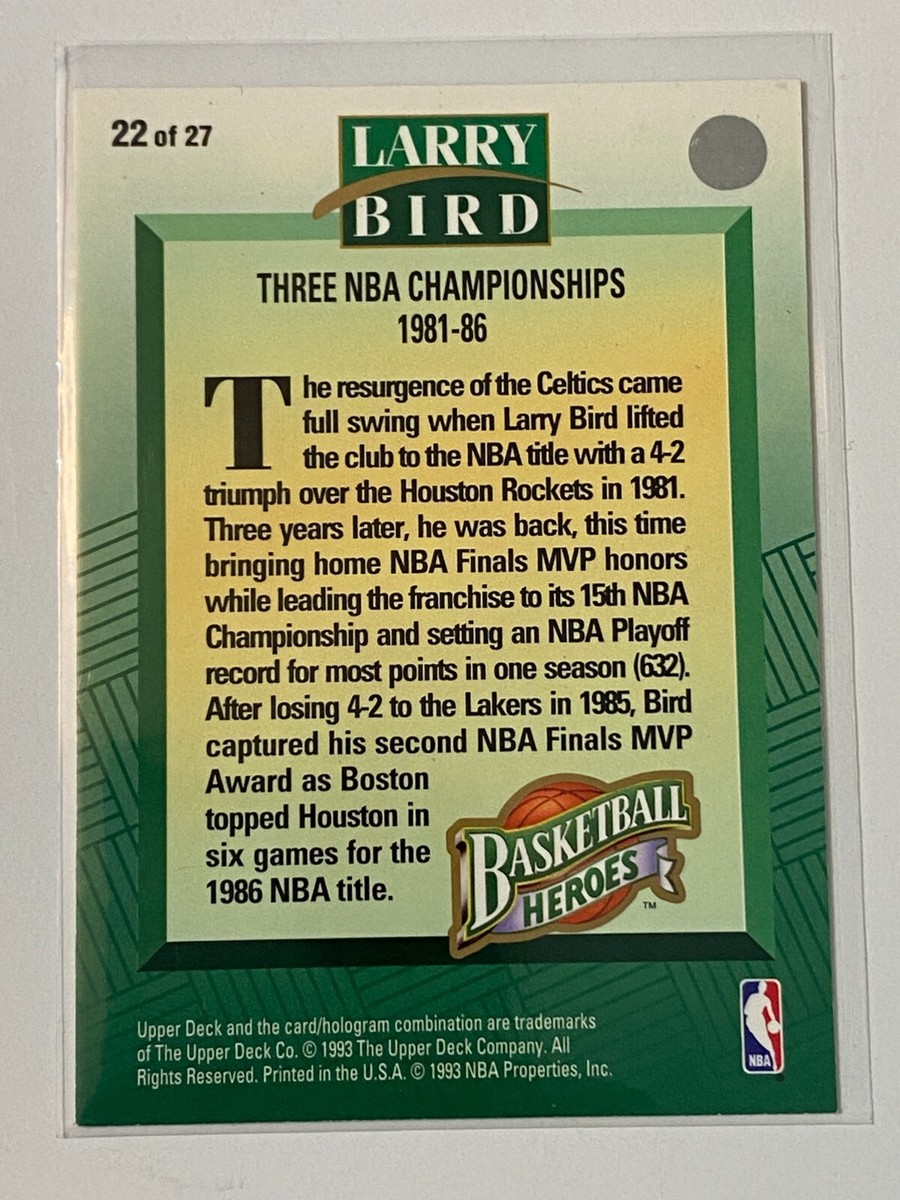 22 of 27
LARRY
BIRD
THREE NBA CHAMPIONSHIPS
1981-86
The resurgence of the Celtics came
full swing when Larry Bird lifted
the club to the NBA title with a 4-2
triumph over the Houston Rockets in 1981.
Three years later, he was back, this time
bringing home NBA Finals MVP honors
while leading the franchise to its 15th NBA
Championship and setting an NBA Playoff
record for most points in one season (632).
After losing 4-2 to the Lakers in 1985, Bird
captured his second NBA Finals MVP
Award as Boston
topped Houston in
six games for the
1986 NBA title.
BASKETBALL
HEROES
TM
Upper Deck and the card/hologram combination are trademarks
of The Upper Deck Co. © 1993 The Upper Deck Company. All
Rights Reserved. Printed in the U.S.A. © 1993 NBA Properties, Inc.
NBA
®